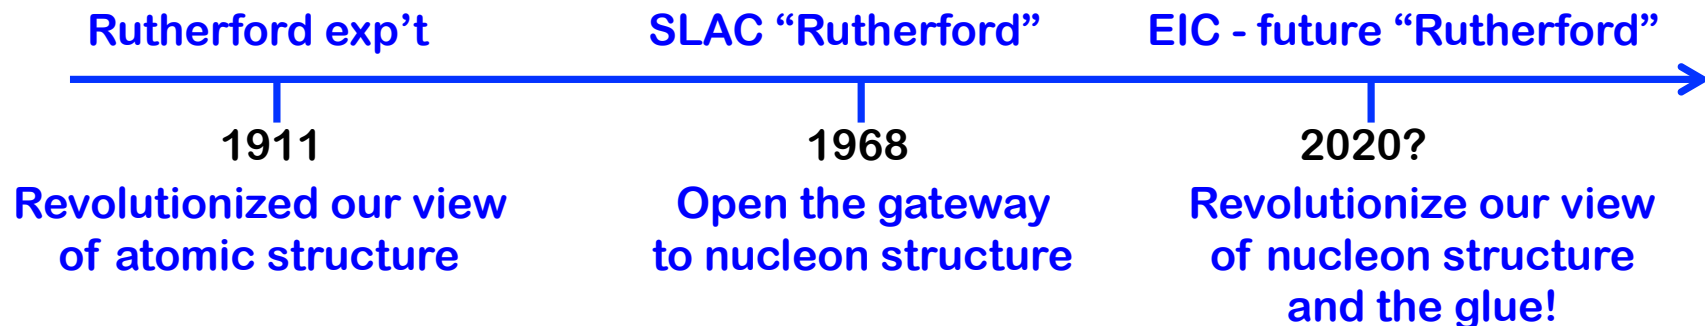 Rutherford exp’t
SLAC “Rutherford”
EIC - future “Rutherford”
1911
1968
2020?
Revolutionized our view
of atomic structure
Open the gateway
to nucleon structure
Revolutionize our view
of nucleon structure
and the glue!